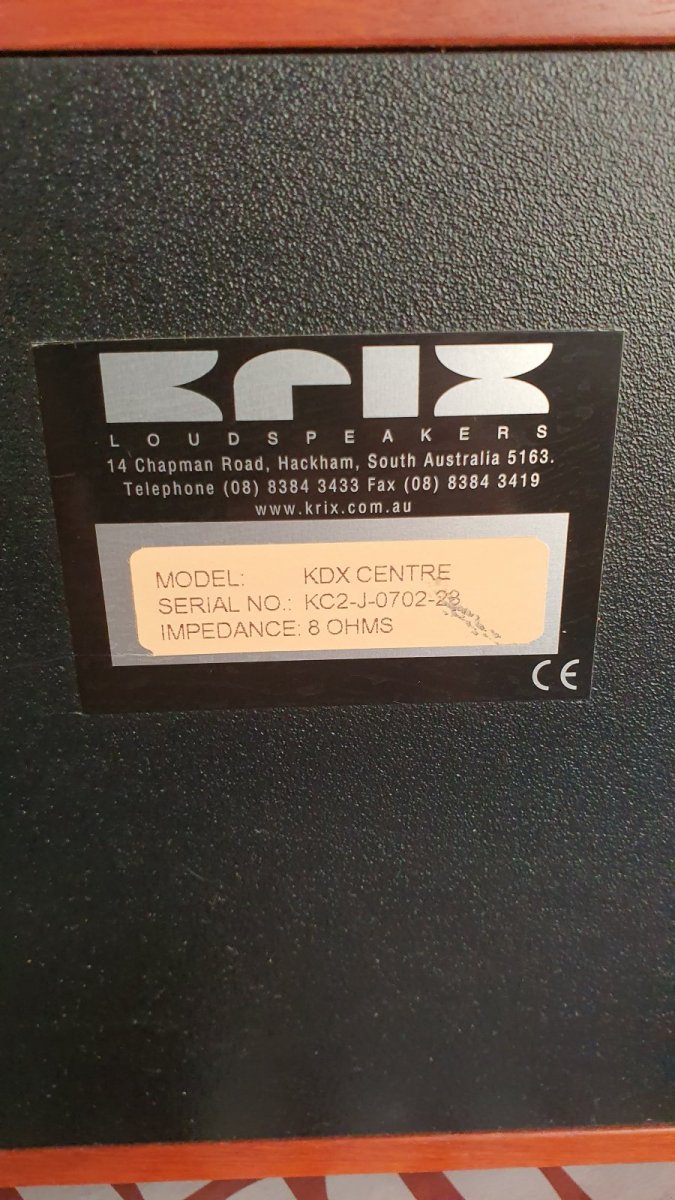 Krix
LOUDSPEAKERS
14 Chapman Road, Hackham, South Australia 5163.
Telephone (08) 8384 3433 Fax (08) 8384 3419
www.krix.com.au
MODEL: KDX CENTRE
SERIAL NO.: KC2-J-0702-28
IMPEDANCE: 8 OHMS
CE